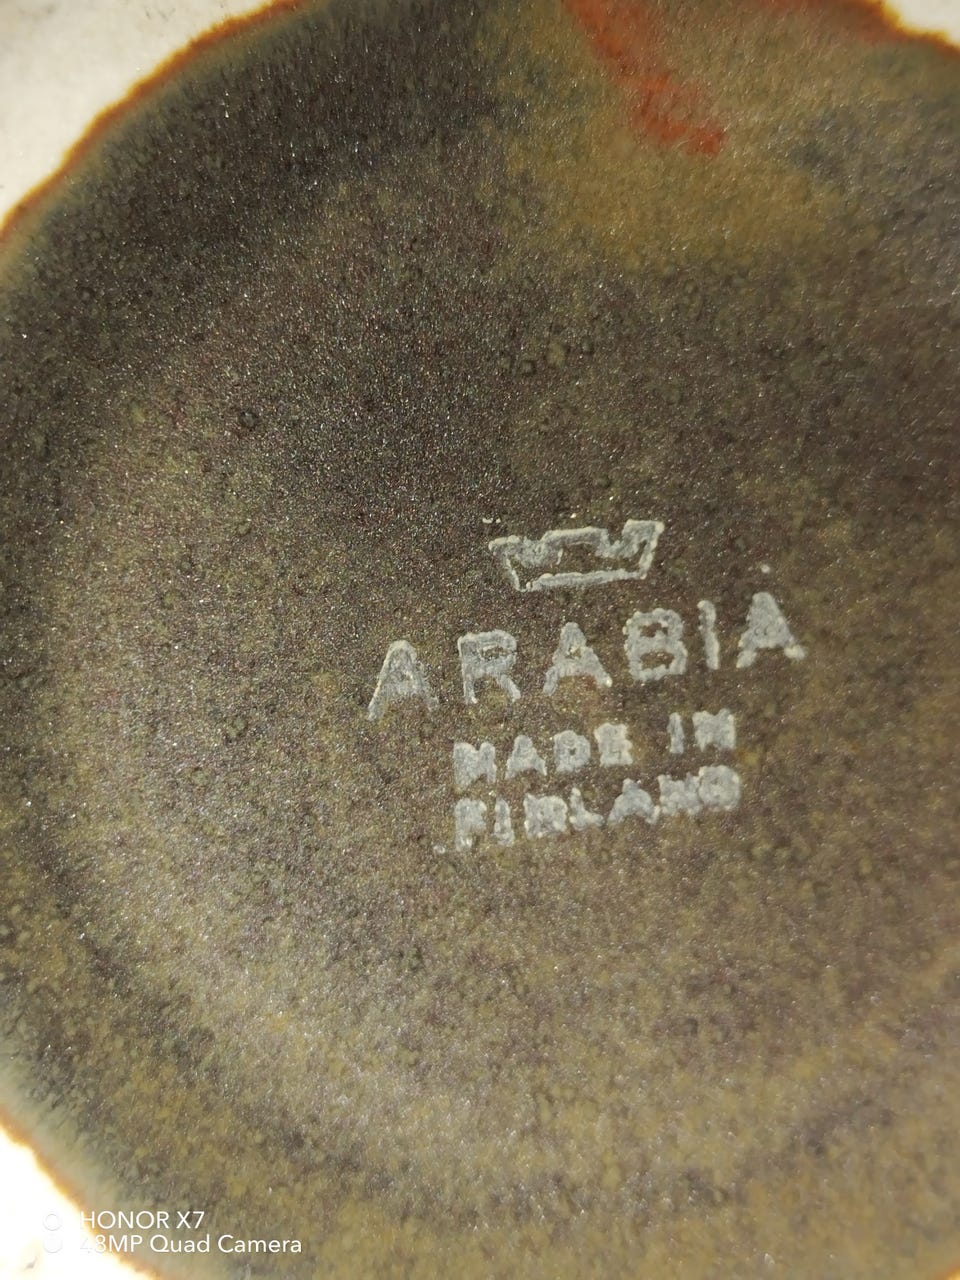 ARABIA
MADE IN
FINLAND
HONOR X7
48MP Quad Camera